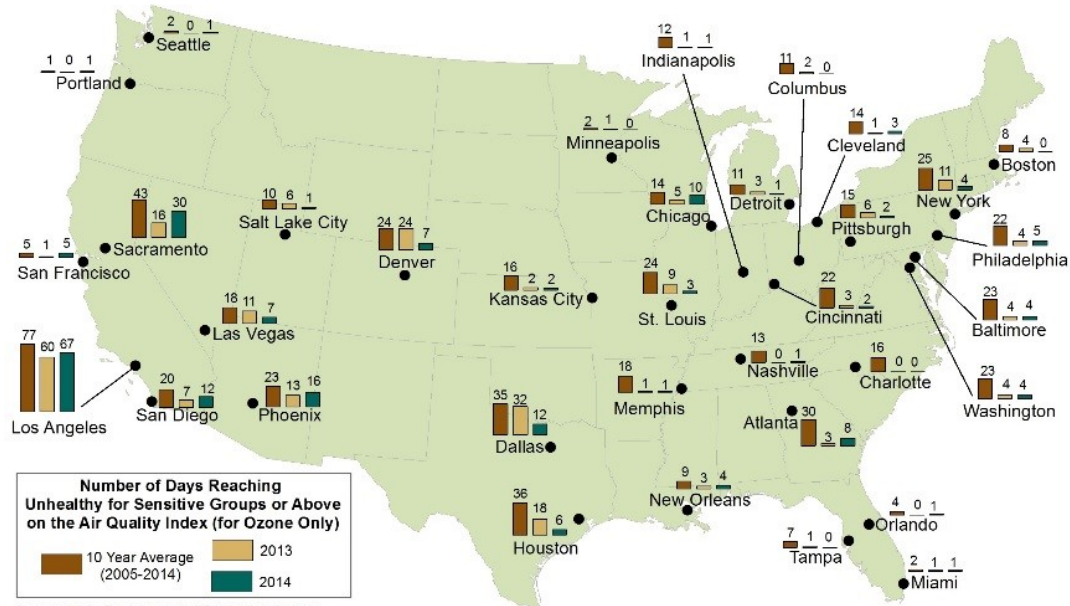 2 0 1
Seattle
1 0 1
Portland
12 1 1
Indianapolis
11 2 0
Columbus
14 1 3
Cleveland
2 1 0
Minneapolis
8 4 0
Boston
25 11 4
New York
14 5 10
Chicago
11 3 1
Detroit
15 6 2
Pittsburgh
22 4 5
Philadelphia
43 16 30
Sacramento
10 6 1
Salt Lake City
24 24 7
Denver
5 1 5
San Francisco
16 2 2
Kansas City
24 9 3
St. Louis
22 3 2
Cincinnati
23 4 4
Baltimore
18 11 7
Las Vegas
77 60 67
Los Angeles
20 7 12
San Diego
23 13 16
Phoenix
13 0 1
Nashville
16 0 0
Charlotte
23 4 4
Washington
18 1 1
Memphis
35 32 12
Dallas
30 3 8
Atlanta
9 3 4
New Orleans
36 18 6
Houston
4 0 1
Orlando
7 1 0
Tampa
2 1 1
Miami
Number of Days Reaching
Unhealthy for Sensitive Groups or Above
on the Air Quality Index (for Ozone Only)
10 Year Average
(2005-2014)
2013
2014